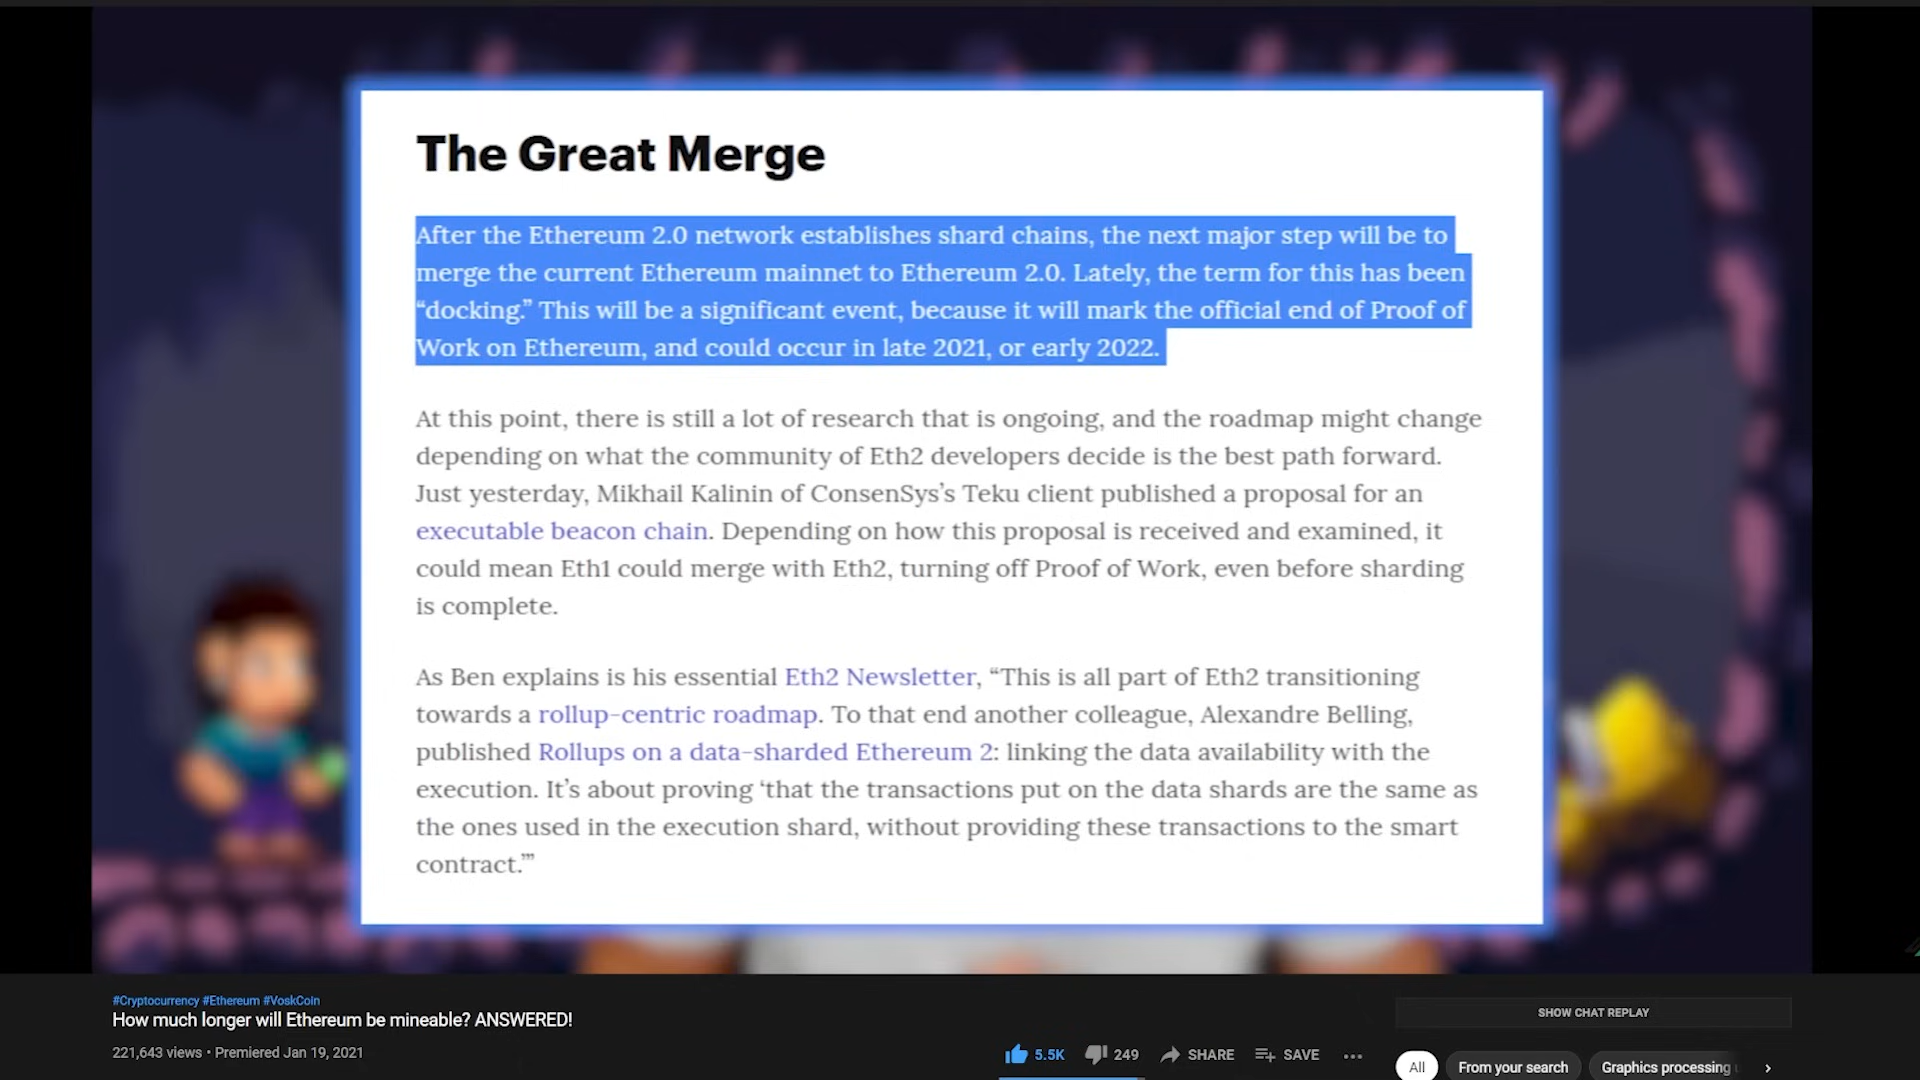 The Great Merge
After the Ethereum 2.0 network establishes shard chains, the next major step will be to
merge the current Ethereum mainnet to Ethereum 2.0. Lately, the term for this has been
“docking.” This will be a significant event, because it will mark the official end of Proof of
Work on Ethereum, and could occur in late 2021, or early 2022.
At this point, there is still a lot of research that is ongoing, and the roadmap might change
depending on what the community of Eth2 developers decide is the best path forward.
Just yesterday, Mikhail Kalinin of ConsenSys’s Teku client published a proposal for an
executable beacon chain. Depending on how this proposal is received and examined, it
could mean Eth1 could merge with Eth2, turning off Proof of Work, even before sharding
is complete.
As Ben explains is his essential Eth2 Newsletter, “This is all part of Eth2 transitioning
towards a rollup-centric roadmap. To that end another colleague, Alexandre Belling,
published Rollups on a data-sharded Ethereum 2: linking the data availability with the
execution. It’s about proving ‘that the transactions put on the data shards are the same as
the ones used in the execution shard, without providing these transactions to the smart
contract.’”
#Cryptocurrency #Ethereum #VoskCoin
How much longer will Ethereum be mineable? ANSWERED!
221,643 views • Premiered Jan 19, 2021
5.5K 249 SHARE SAVE
SHOW CHAT REPLAY
All From your search Graphics processing